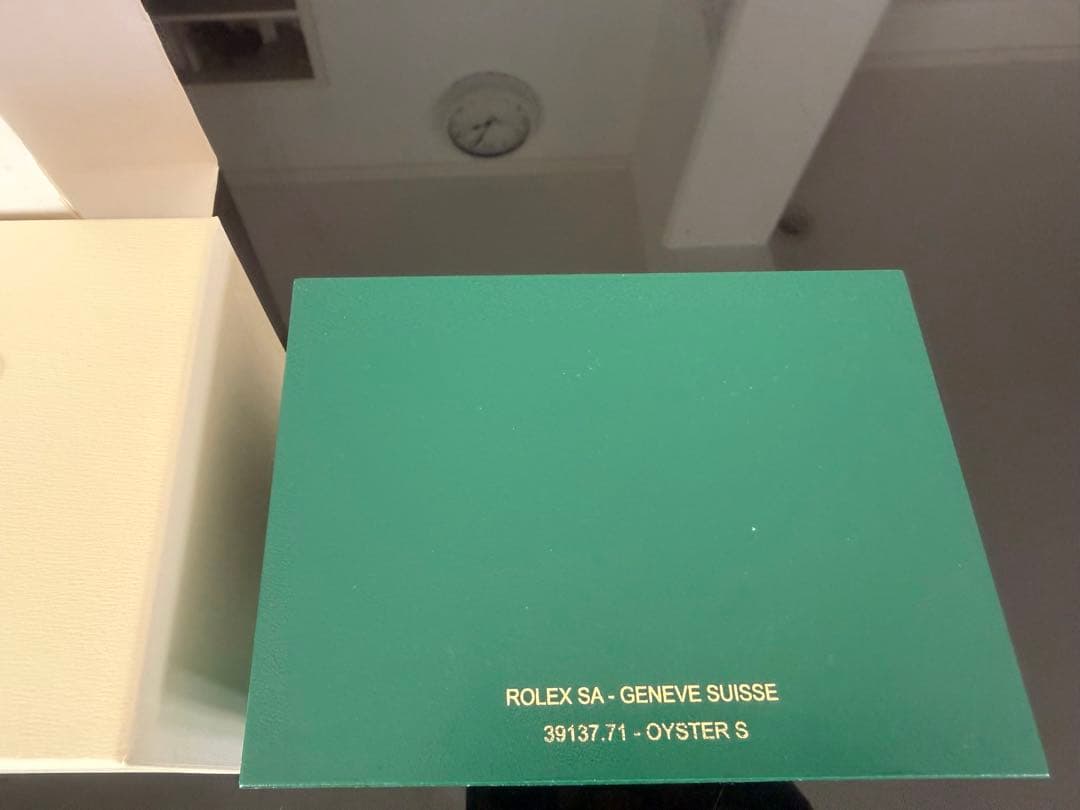 ROLEX SA - GENEVE SUISSE
39137.71 - OYSTER S